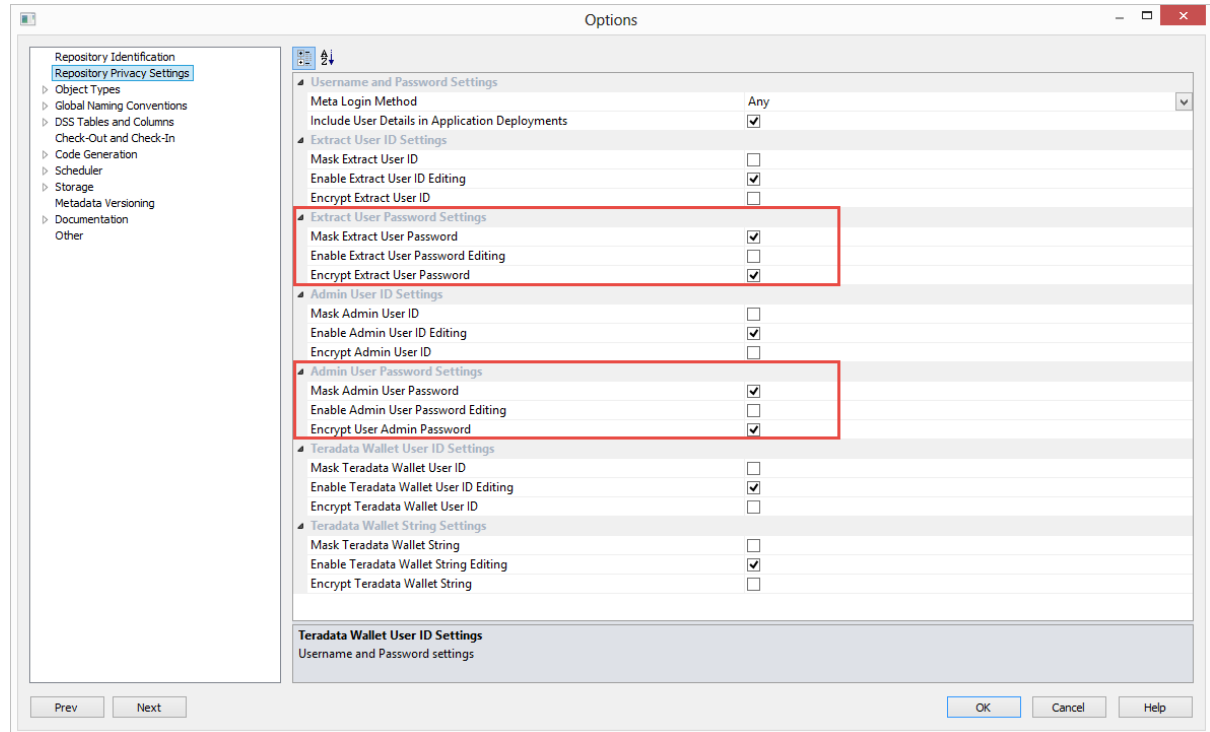 Options
Repository Identification
Repository Privacy Settings
Object Types
Global Naming Conventions
DSS Tables and Columns
Check-Out and Check-In
Code Generation
Scheduler
Storage
Metadata Versioning
Documentation
Other
Username and Password Settings
Meta Login Method Any
Include User Details in Application Deployments
Extract User ID Settings
Mask Extract User ID
Enable Extract User ID Editing
Encrypt Extract User ID
Extract User Password Settings
Mask Extract User Password
Enable Extract User Password Editing
Encrypt Extract User Password
Admin User ID Settings
Mask Admin User ID
Enable Admin User ID Editing
Encrypt Admin User ID
Admin User Password Settings
Mask Admin User Password
Enable Admin User Password Editing
Encrypt User Admin Password
Teradata Wallet User ID Settings
Mask Teradata Wallet User ID
Enable Teradata Wallet User ID Editing
Encrypt Teradata Wallet User ID
Teradata Wallet String Settings
Mask Teradata Wallet String
Enable Teradata Wallet String Editing
Encrypt Teradata Wallet String
Teradata Wallet User ID Settings
Username and Password settings
Prev Next OK Cancel Help